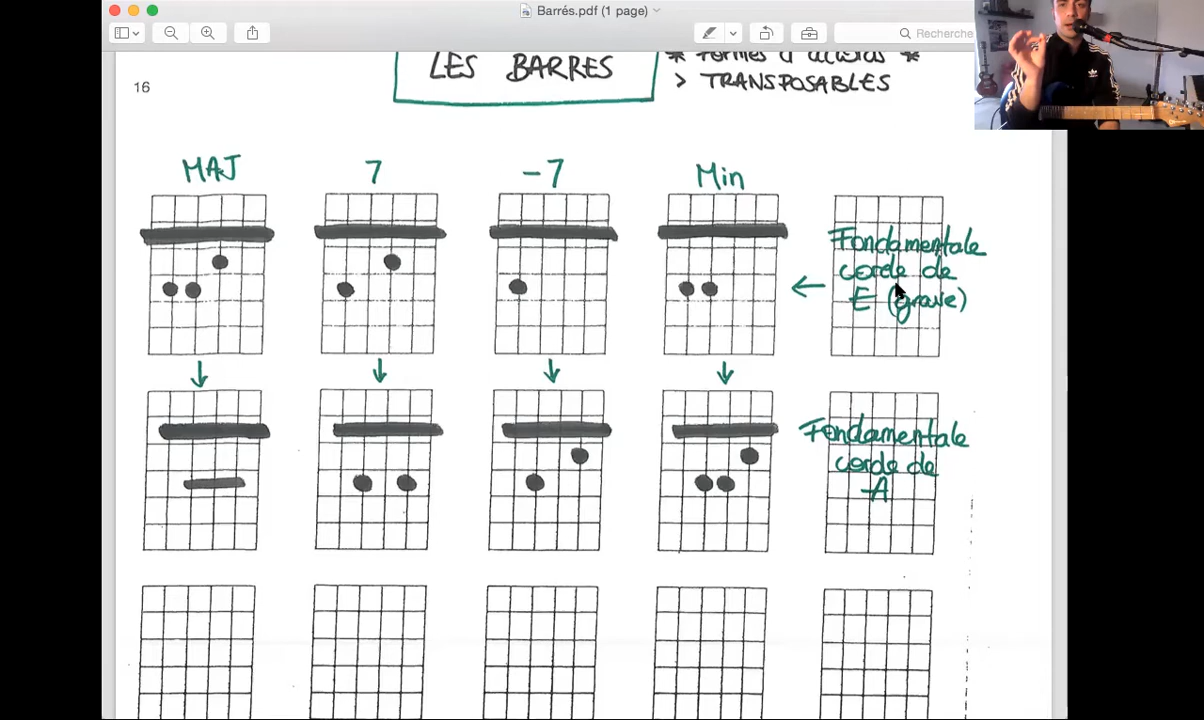 Barrés.pdf (1 page)
Recherche
16
LES BARRES
* formes d'accords *
> TRANSPOSABLES
MAJ
7
-7
Min
Fondamentale
corde de
E (grave)
Fondamentale
corde de
A